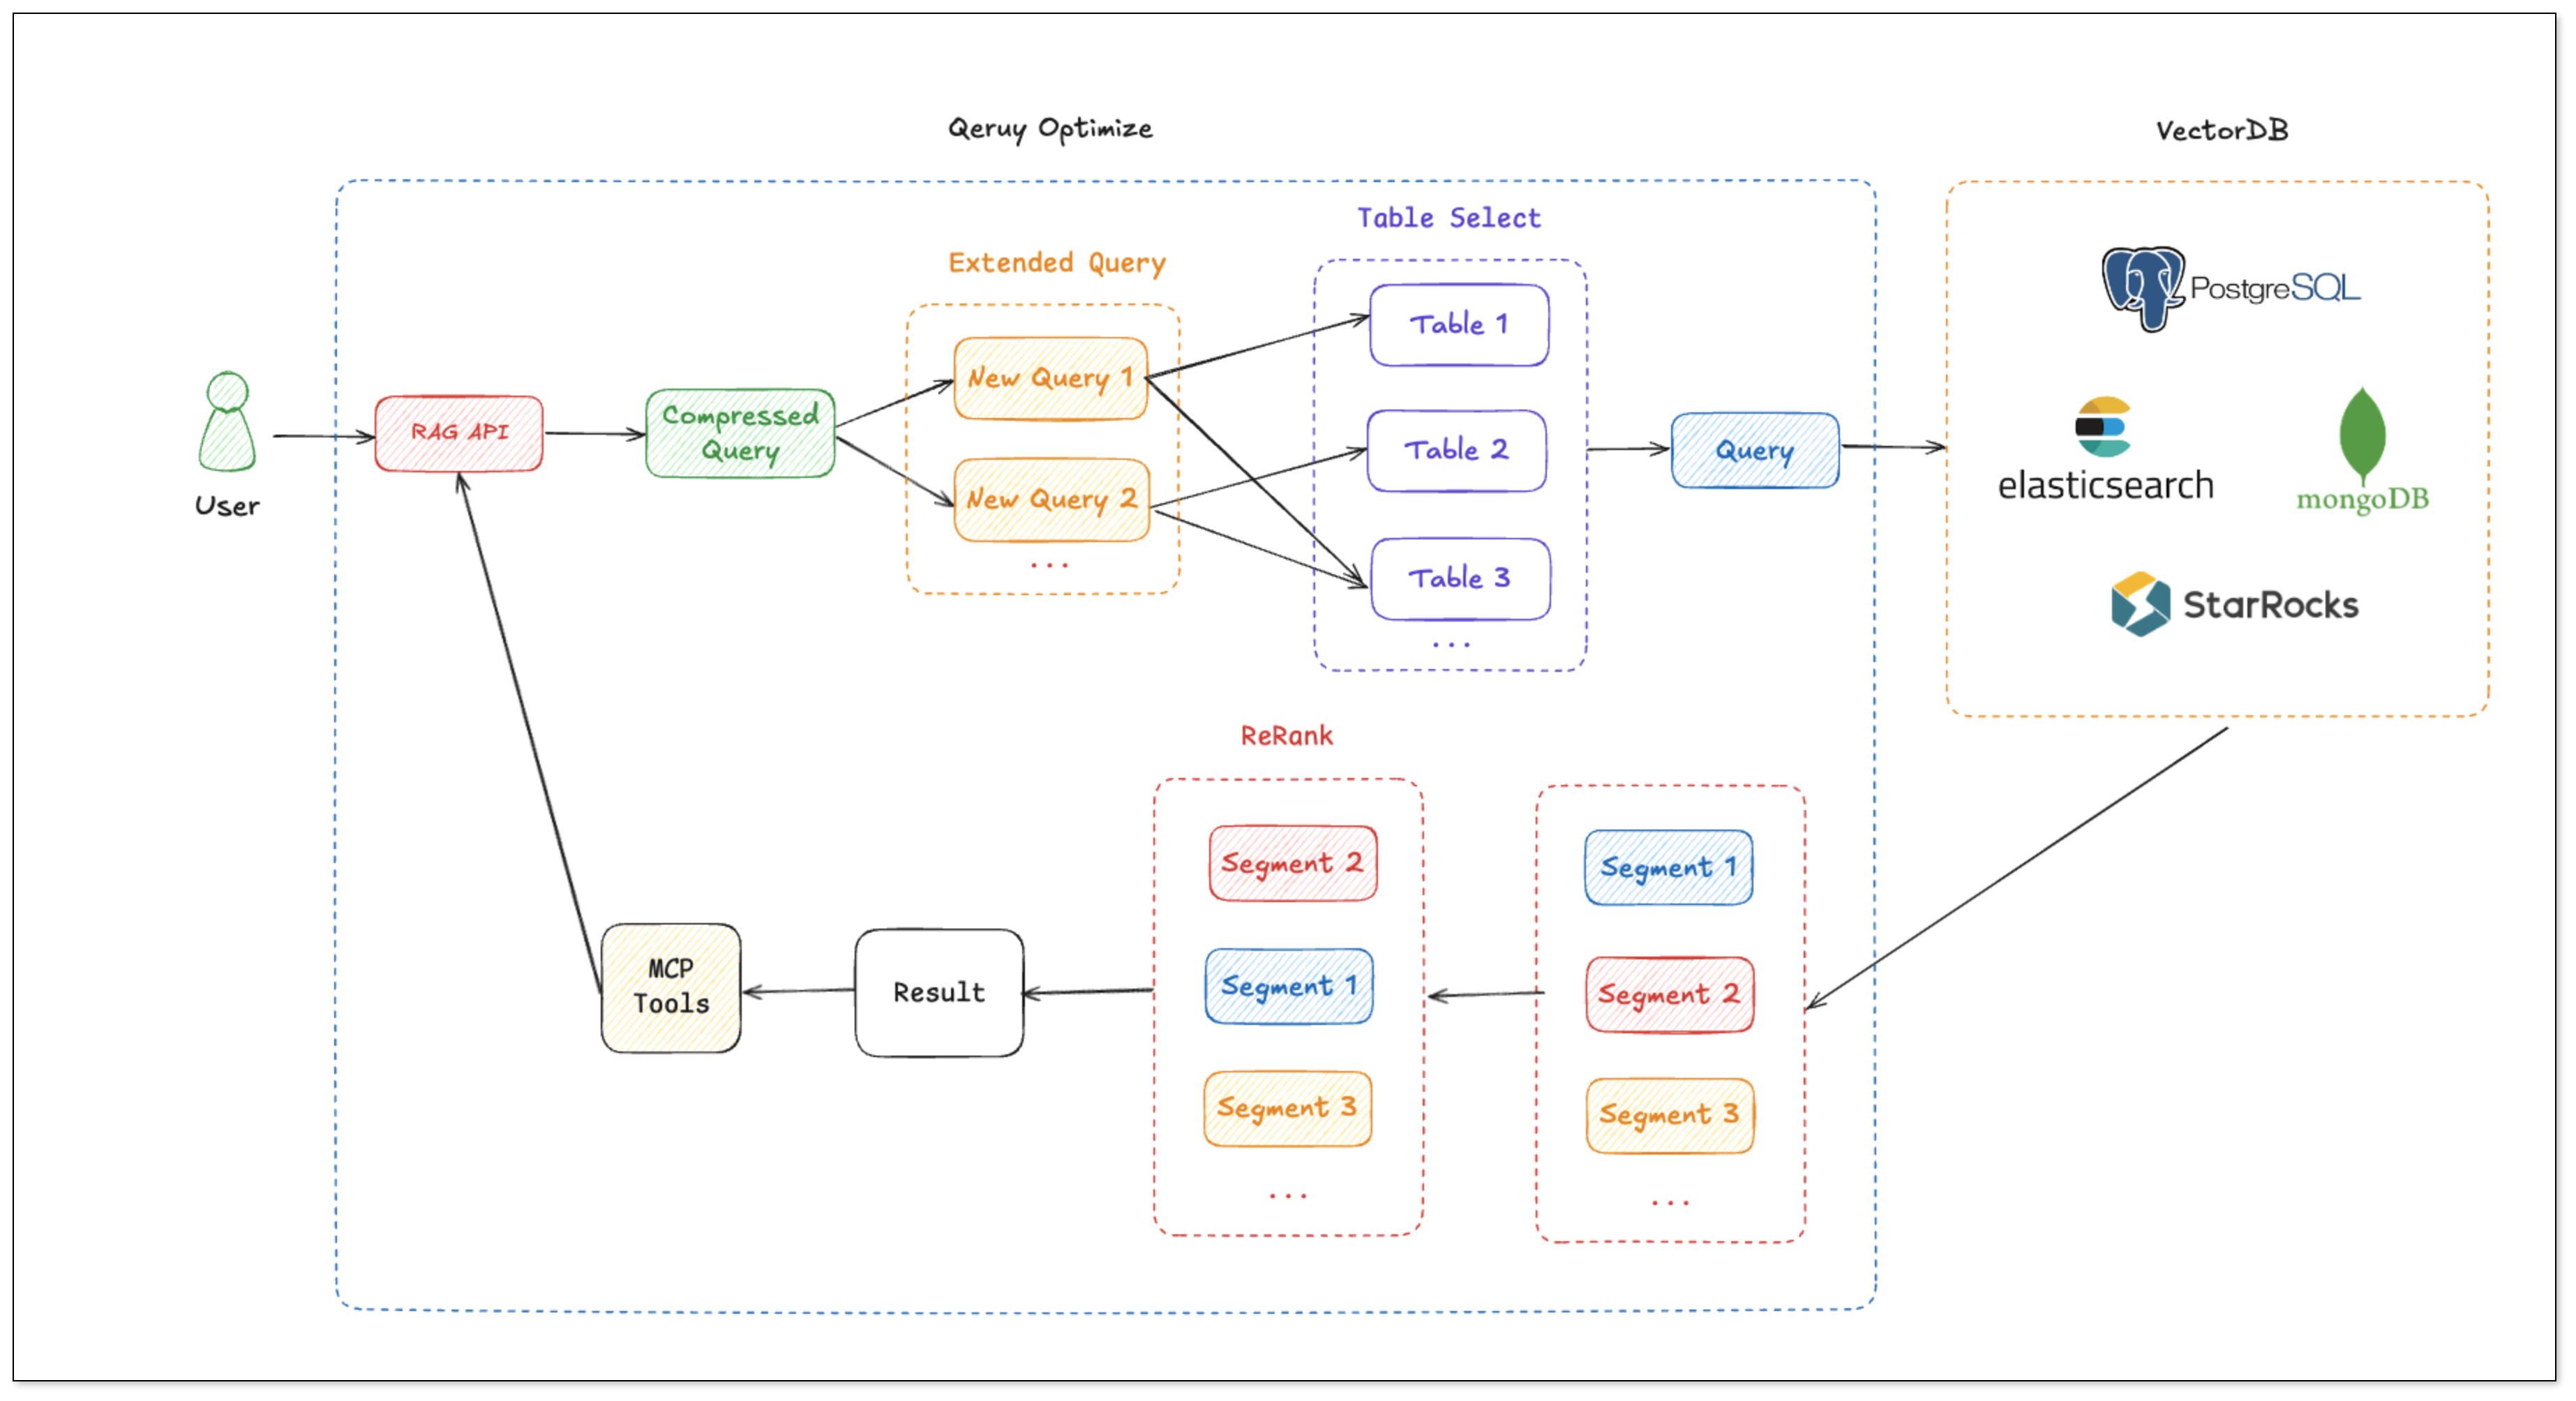 Qeruy Optimize
VectorDB
Table Select
Extended Query
PostgreSQL
Table 1
New Query 1
User
RAG API
Compressed
Query
Table 2
Query
elasticsearch
mongoDB
New Query 2
...
Table 3
...
StarRocks
ReRank
Segment 2
Segment 1
Segment 1
Segment 2
MCP
Tools
Result
Segment 3
Segment 3
...
...